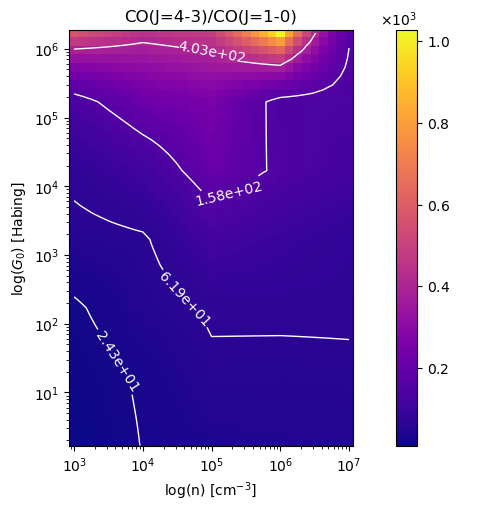 CO(J=4-3)/CO(J=1-0)
×10³
10⁶
10⁵
10⁴
10³
10²
10¹
log(G₀) [Habing]
4.03e+02
1.58e+02
6.19e+01
2.43e+01
10³ 10⁴ 10⁵ 10⁶ 10⁷
log(n) [cm⁻³]
1.0
0.8
0.6
0.4
0.2